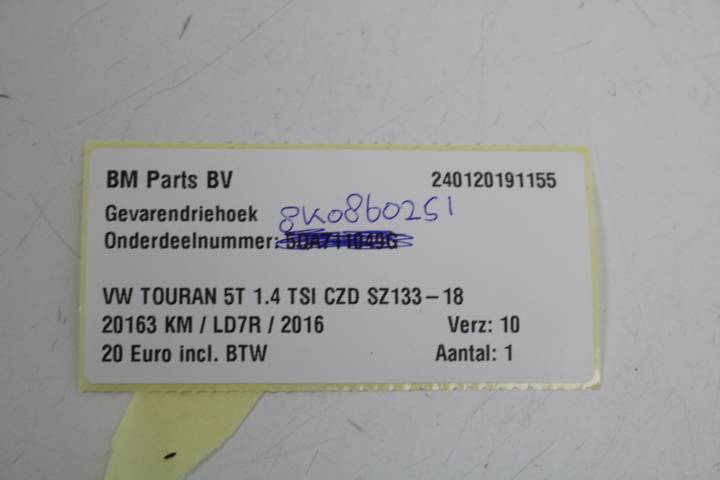 BM Parts BV 240120191155
Gevarendriehoek 8K0860251
Onderdeelnummer: 5QA711049G
VW TOURAN 5T 1.4 TSI CZD SZ133-18
20163 KM / LD7R / 2016 Verz: 10
20 Euro incl. BTW Aantal: 1